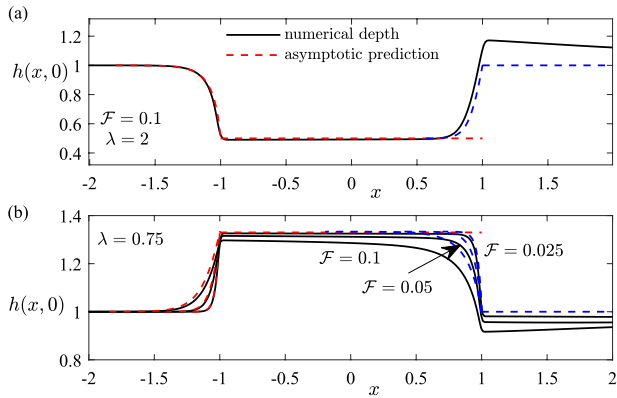 (a)
numerical depth
asymptotic prediction
1.2
1
0.8
0.6
0.4
h(x, 0)
ℱ = 0.1
λ = 2
-2 -1.5 -1 -0.5 0 0.5 1 1.5 2
x
(b)
1.4
1.2
1
0.8
h(x, 0)
λ = 0.75
ℱ = 0.1
ℱ = 0.05
ℱ = 0.025
-2 -1.5 -1 -0.5 0 0.5 1 1.5 2
x